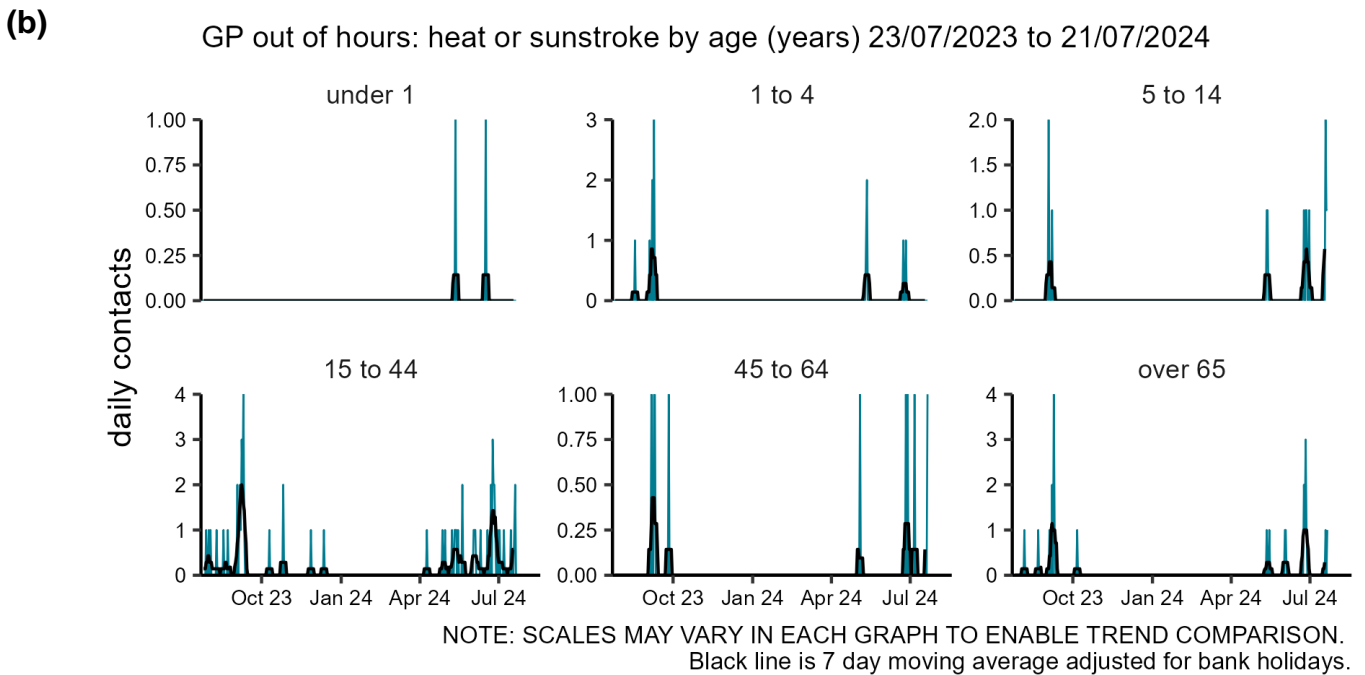 (b)
GP out of hours: heat or sunstroke by age (years) 23/07/2023 to 21/07/2024
daily contacts
under 1
1.00
0.75
0.50
0.25
0.00
1 to 4
3
2
1
0
5 to 14
2.0
1.5
1.0
0.5
0.0
15 to 44
4
3
2
1
0
Oct 23 Jan 24 Apr 24 Jul 24
45 to 64
1.00
0.75
0.50
0.25
0.00
Oct 23 Jan 24 Apr 24 Jul 24
over 65
4
3
2
1
0
Oct 23 Jan 24 Apr 24 Jul 24
NOTE: SCALES MAY VARY IN EACH GRAPH TO ENABLE TREND COMPARISON.
Black line is 7 day moving average adjusted for bank holidays.